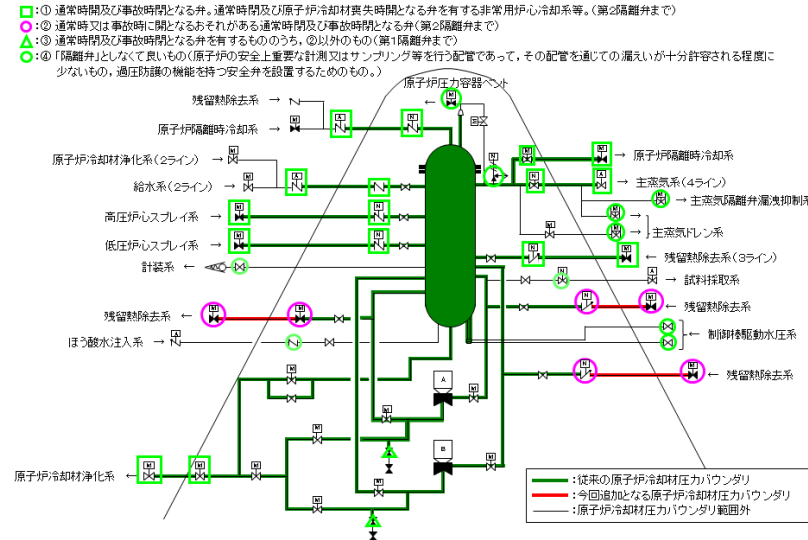 □：① 通常時開及び事故時閉となる弁。通常時閉及び原子炉冷却材喪失時開となる弁を有する非常用炉心冷却系等。（第2隔離弁まで）
○：② 通常時又は事故時に開となるおそれがある通常時閉及び事故時閉となる弁（第2隔離弁まで）
△：③ 通常時閉及び事故時閉となる弁を有するもののうち，②以外のもの（第1隔離弁まで）
○：④ 「隔離弁」としなくて良いもの（原子炉の安全上重要な計測又はサンプリング等を行う配管であって，その配管を通じての漏えいが十分許容される程度に
少ないもの，過圧防護の機能を持つ安全弁を設置するためのもの。）
原子炉圧力容器ベント
←
残留熱除去系 →
原子炉隔離時冷却系 →
原子炉冷却材浄化系（2ライン） →
給水系（2ライン） →
高圧炉心スプレイ系 →
低圧炉心スプレイ系 →
計装系 ←
残留熱除去系 ←
ほう酸水注入系 →
原子炉冷却材浄化系 ←
→ 原子炉隔離時冷却系
→ 主蒸気系（4ライン）
→ 主蒸気隔離弁漏洩抑制系
→ 主蒸気ドレン系
← 残留熱除去系（3ライン）
→ 試料採取系
← 残留熱除去系
← 制御棒駆動水圧系
← 残留熱除去系
A
B
：従来の原子炉冷却材圧力バウンダリ
：今回追加となる原子炉冷却材圧力バウンダリ
：原子炉冷却材圧力バウンダリ範囲外